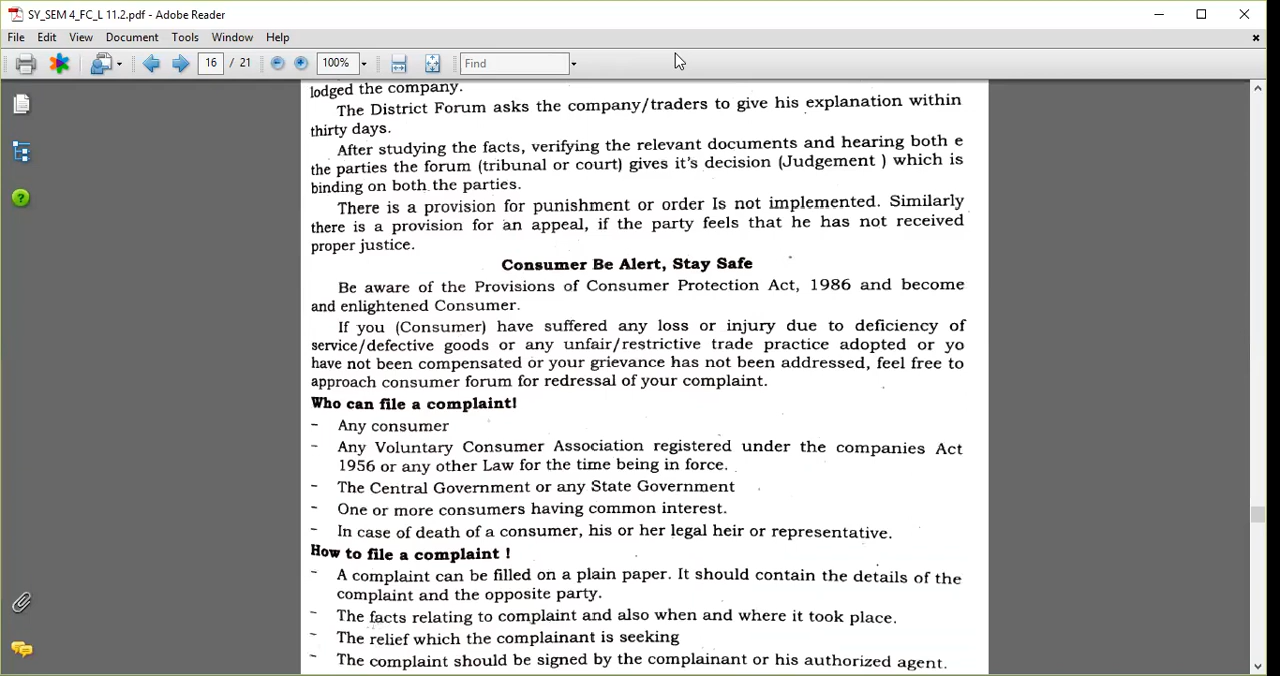 SY_SEM 4_FC_L 11.2.pdf - Adobe Reader
File Edit View Document Tools Window Help
16 / 21 100% Find
lodged the company.
The District Forum asks the company/traders to give his explanation within
thirty days.
After studying the facts, verifying the relevant documents and hearing both e
the parties the forum (tribunal or court) gives it's decision (Judgement ) which is
binding on both the parties.
There is a provision for punishment or order Is not implemented. Similarly
there is a provision for an appeal, if the party feels that he has not received
proper justice.
Consumer Be Alert, Stay Safe
Be aware of the Provisions of Consumer Protection Act, 1986 and become
and enlightened Consumer.
If you (Consumer) have suffered any loss or injury due to deficiency of
service/defective goods or any unfair/restrictive trade practice adopted or yo
have not been compensated or your grievance has not been addressed, feel free to
approach consumer forum for redressal of your complaint.
Who can file a complaint!
- Any consumer
- Any Voluntary Consumer Association registered under the companies Act
1956 or any other Law for the time being in force.
- The Central Government or any State Government
- One or more consumers having common interest.
- In case of death of a consumer, his or her legal heir or representative.
How to file a complaint !
- A complaint can be filled on a plain paper. It should contain the details of the
complaint and the opposite party.
- The facts relating to complaint and also when and where it took place.
- The relief which the complainant is seeking
- The complaint should be signed by the complainant or his authorized agent.